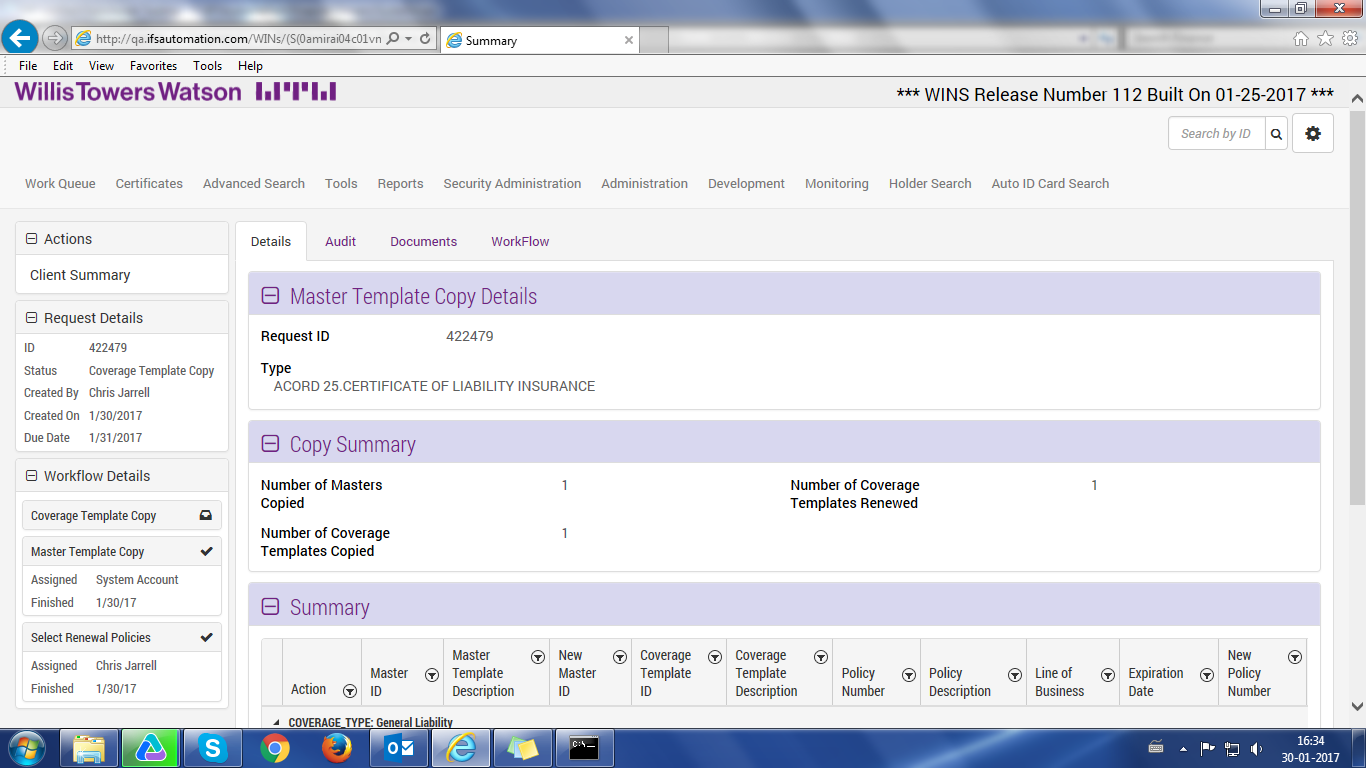 http://qa.ifsautomation.com/WINs/(S(0amirai04c01vn
Summary
File Edit View Favorites Tools Help
WillisTowersWatson
*** WINS Release Number 112 Built On 01-25-2017 ***
Search by ID
Work Queue Certificates Advanced Search Tools Reports Security Administration Administration Development Monitoring Holder Search Auto ID Card Search
Actions
Client Summary
Request Details
ID 422479
Status Coverage Template Copy
Created By Chris Jarrell
Created On 1/30/2017
Due Date 1/31/2017
Workflow Details
Coverage Template Copy
Master Template Copy
Assigned System Account
Finished 1/30/17
Select Renewal Policies
Assigned Chris Jarrell
Finished 1/30/17
Details Audit Documents WorkFlow
Master Template Copy Details
Request ID 422479
Type
ACORD 25.CERTIFICATE OF LIABILITY INSURANCE
Copy Summary
Number of Masters Copied 1
Number of Coverage Templates Renewed 1
Number of Coverage Templates Copied 1
Summary
Action
Master ID
Master Template Description
New Master ID
Coverage Template ID
Coverage Template Description
Policy Number
Policy Description
Line of Business
Expiration Date
New Policy Number
COVERAGE_TYPE: General Liability
16:34
30-01-2017